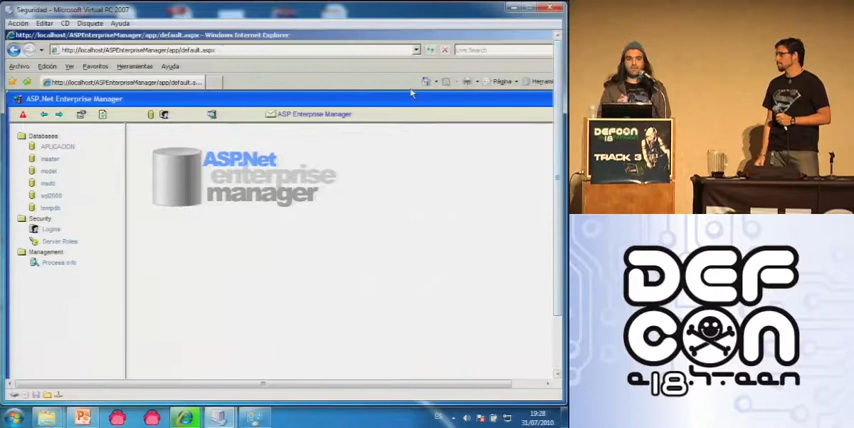 Seguridad - Microsoft Virtual PC 2007
Acción Editar CD Disquete Ayuda
http://localhost/ASPEnterpriseManager/app/default.aspx - Windows Internet Explorer
http://localhost/ASPEnterpriseManager/app/default.aspx
Live Search
Archivo Edición Ver Favoritos Herramientas Ayuda
http://localhost/ASPEnterpriseManager/app/default.a...
Página
Herrami
ASP.Net Enterprise Manager
ASP Enterprise Manager
Databases
APLICACION
master
model
msdb
sql2005
tempdb
Security
Logins
Server Roles
Management
Process Info
ASP.Net
enterprise
manager
ES
19:28
31/07/2010
DEFCON
18
TRACK 3
DEF
CON
e18hteen